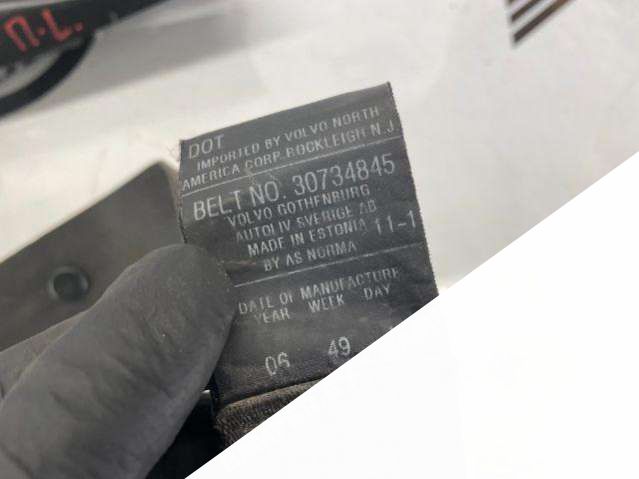 П.Л.
DOT
IMPORTED BY VOLVO NORTH
AMERICA CORP. ROCKLEIGH N.J.
BELT NO. 30734845
VOLVO GOTHENBURG
AUTOLIV SVERIGE AB
MADE IN ESTONIA 11-1
BY AS NORMA
DATE OF MANUFACTURE
YEAR WEEK DAY
06 49